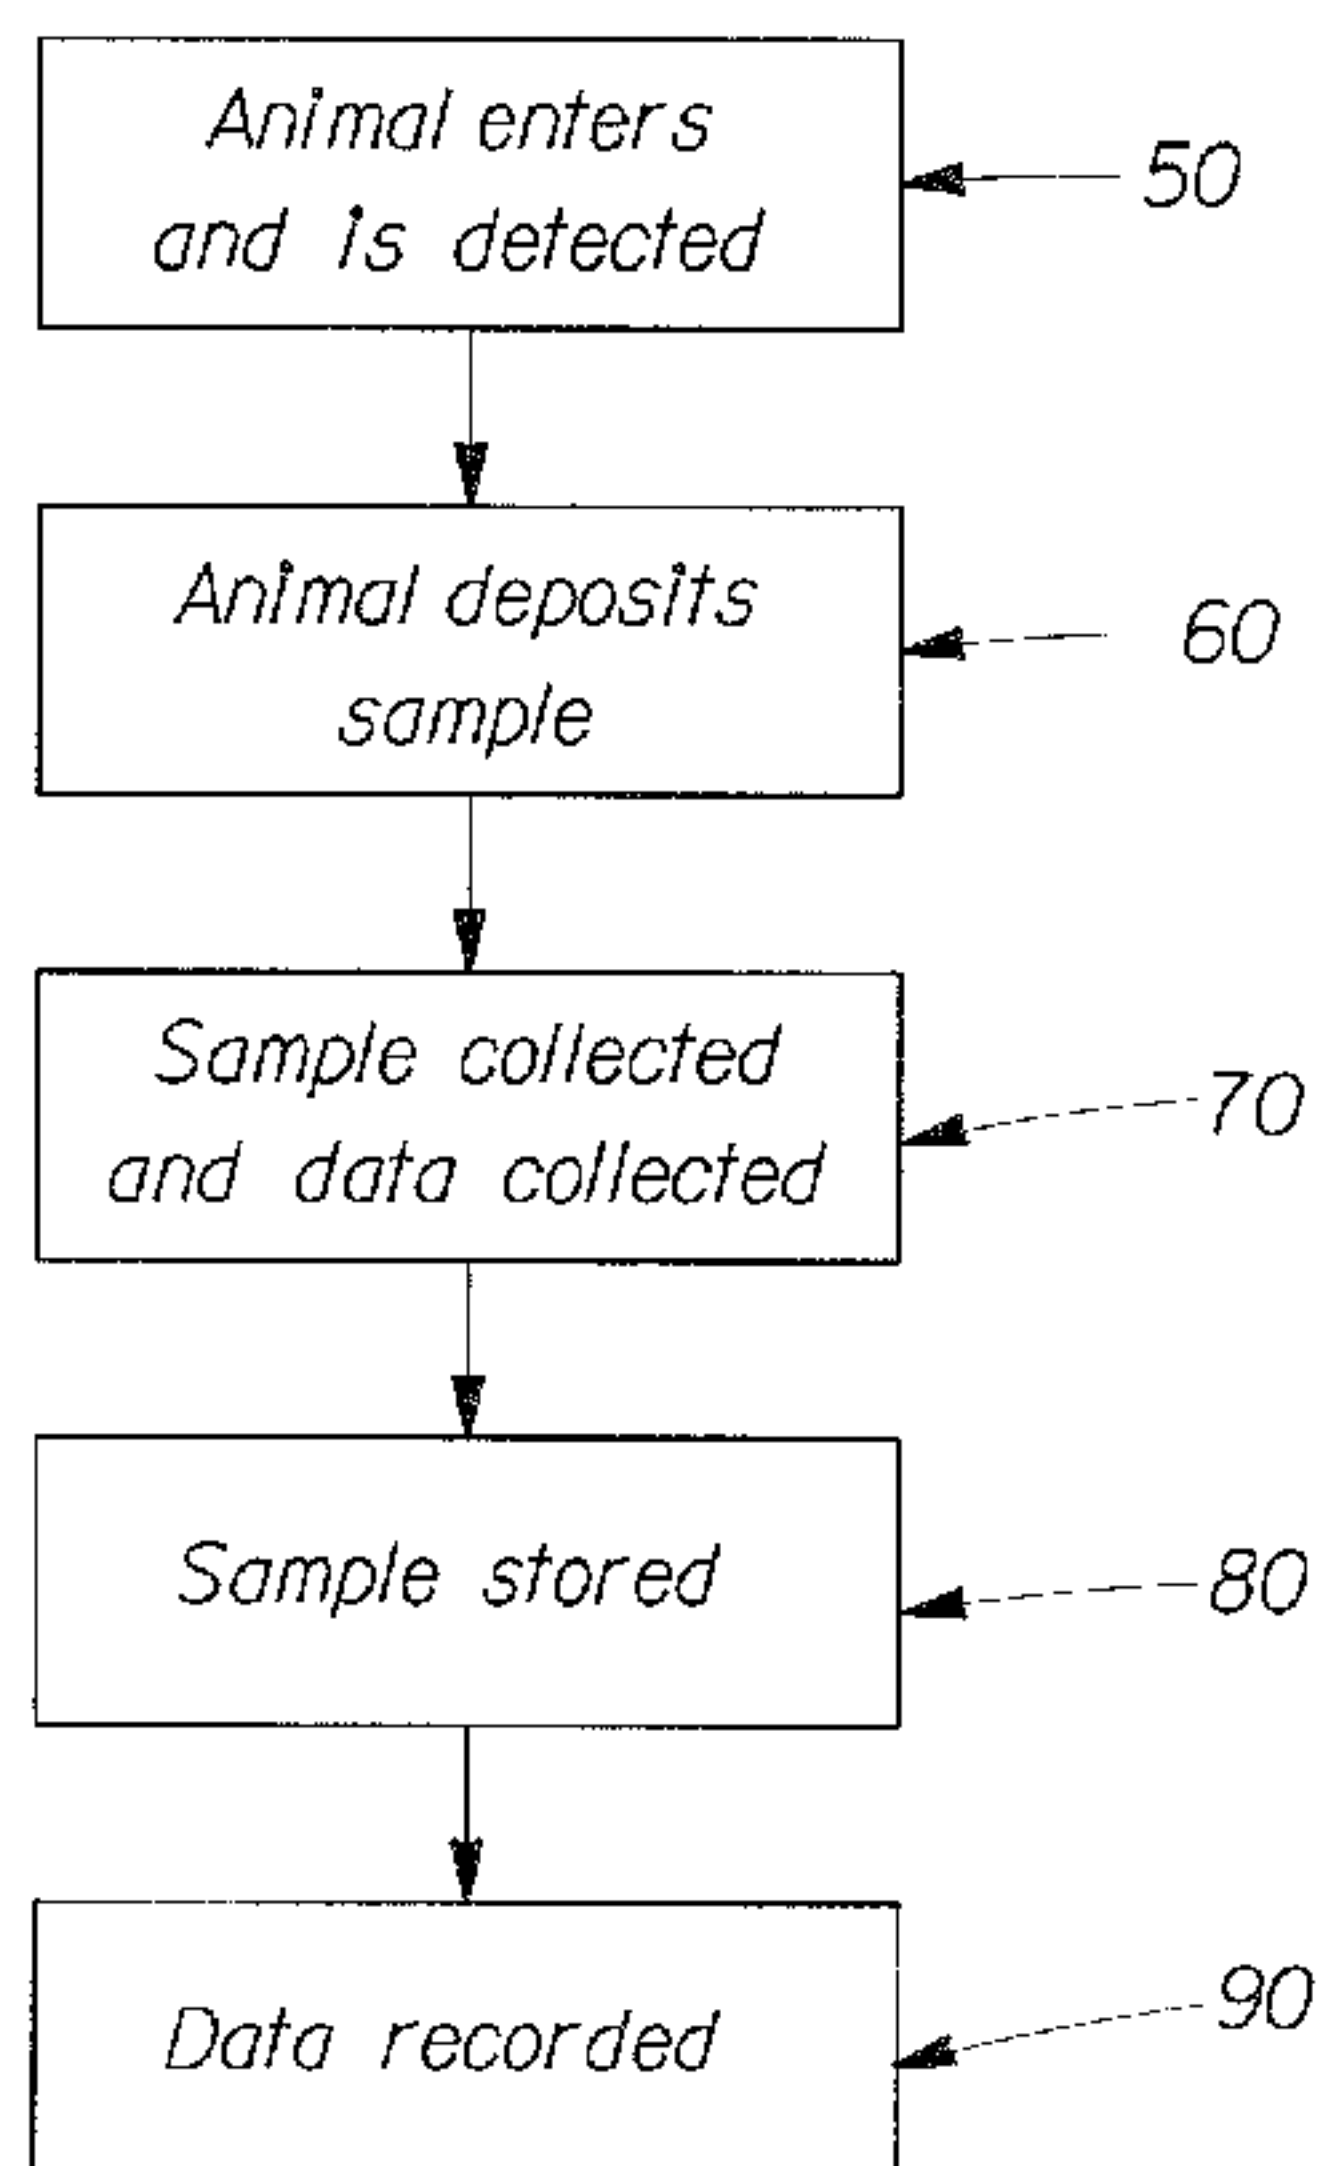 Animal enters
and is detected
50
Animal deposits
sample
60
Sample collected
and data collected
70
Sample stored
80
Data recorded
90